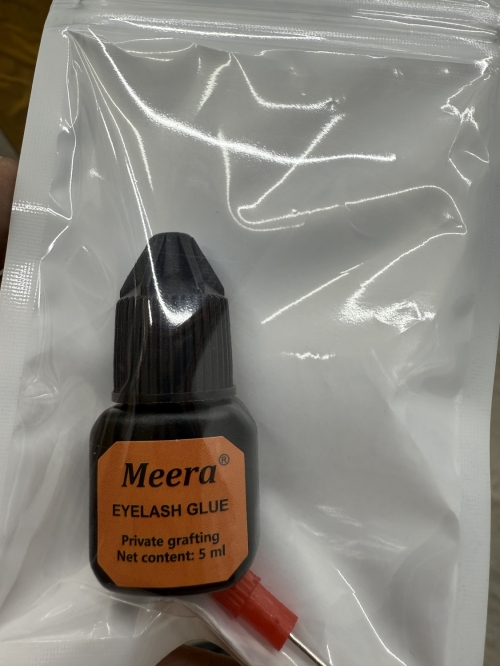 Meera®
EYELASH GLUE
Private grafting
Net content: 5 ml